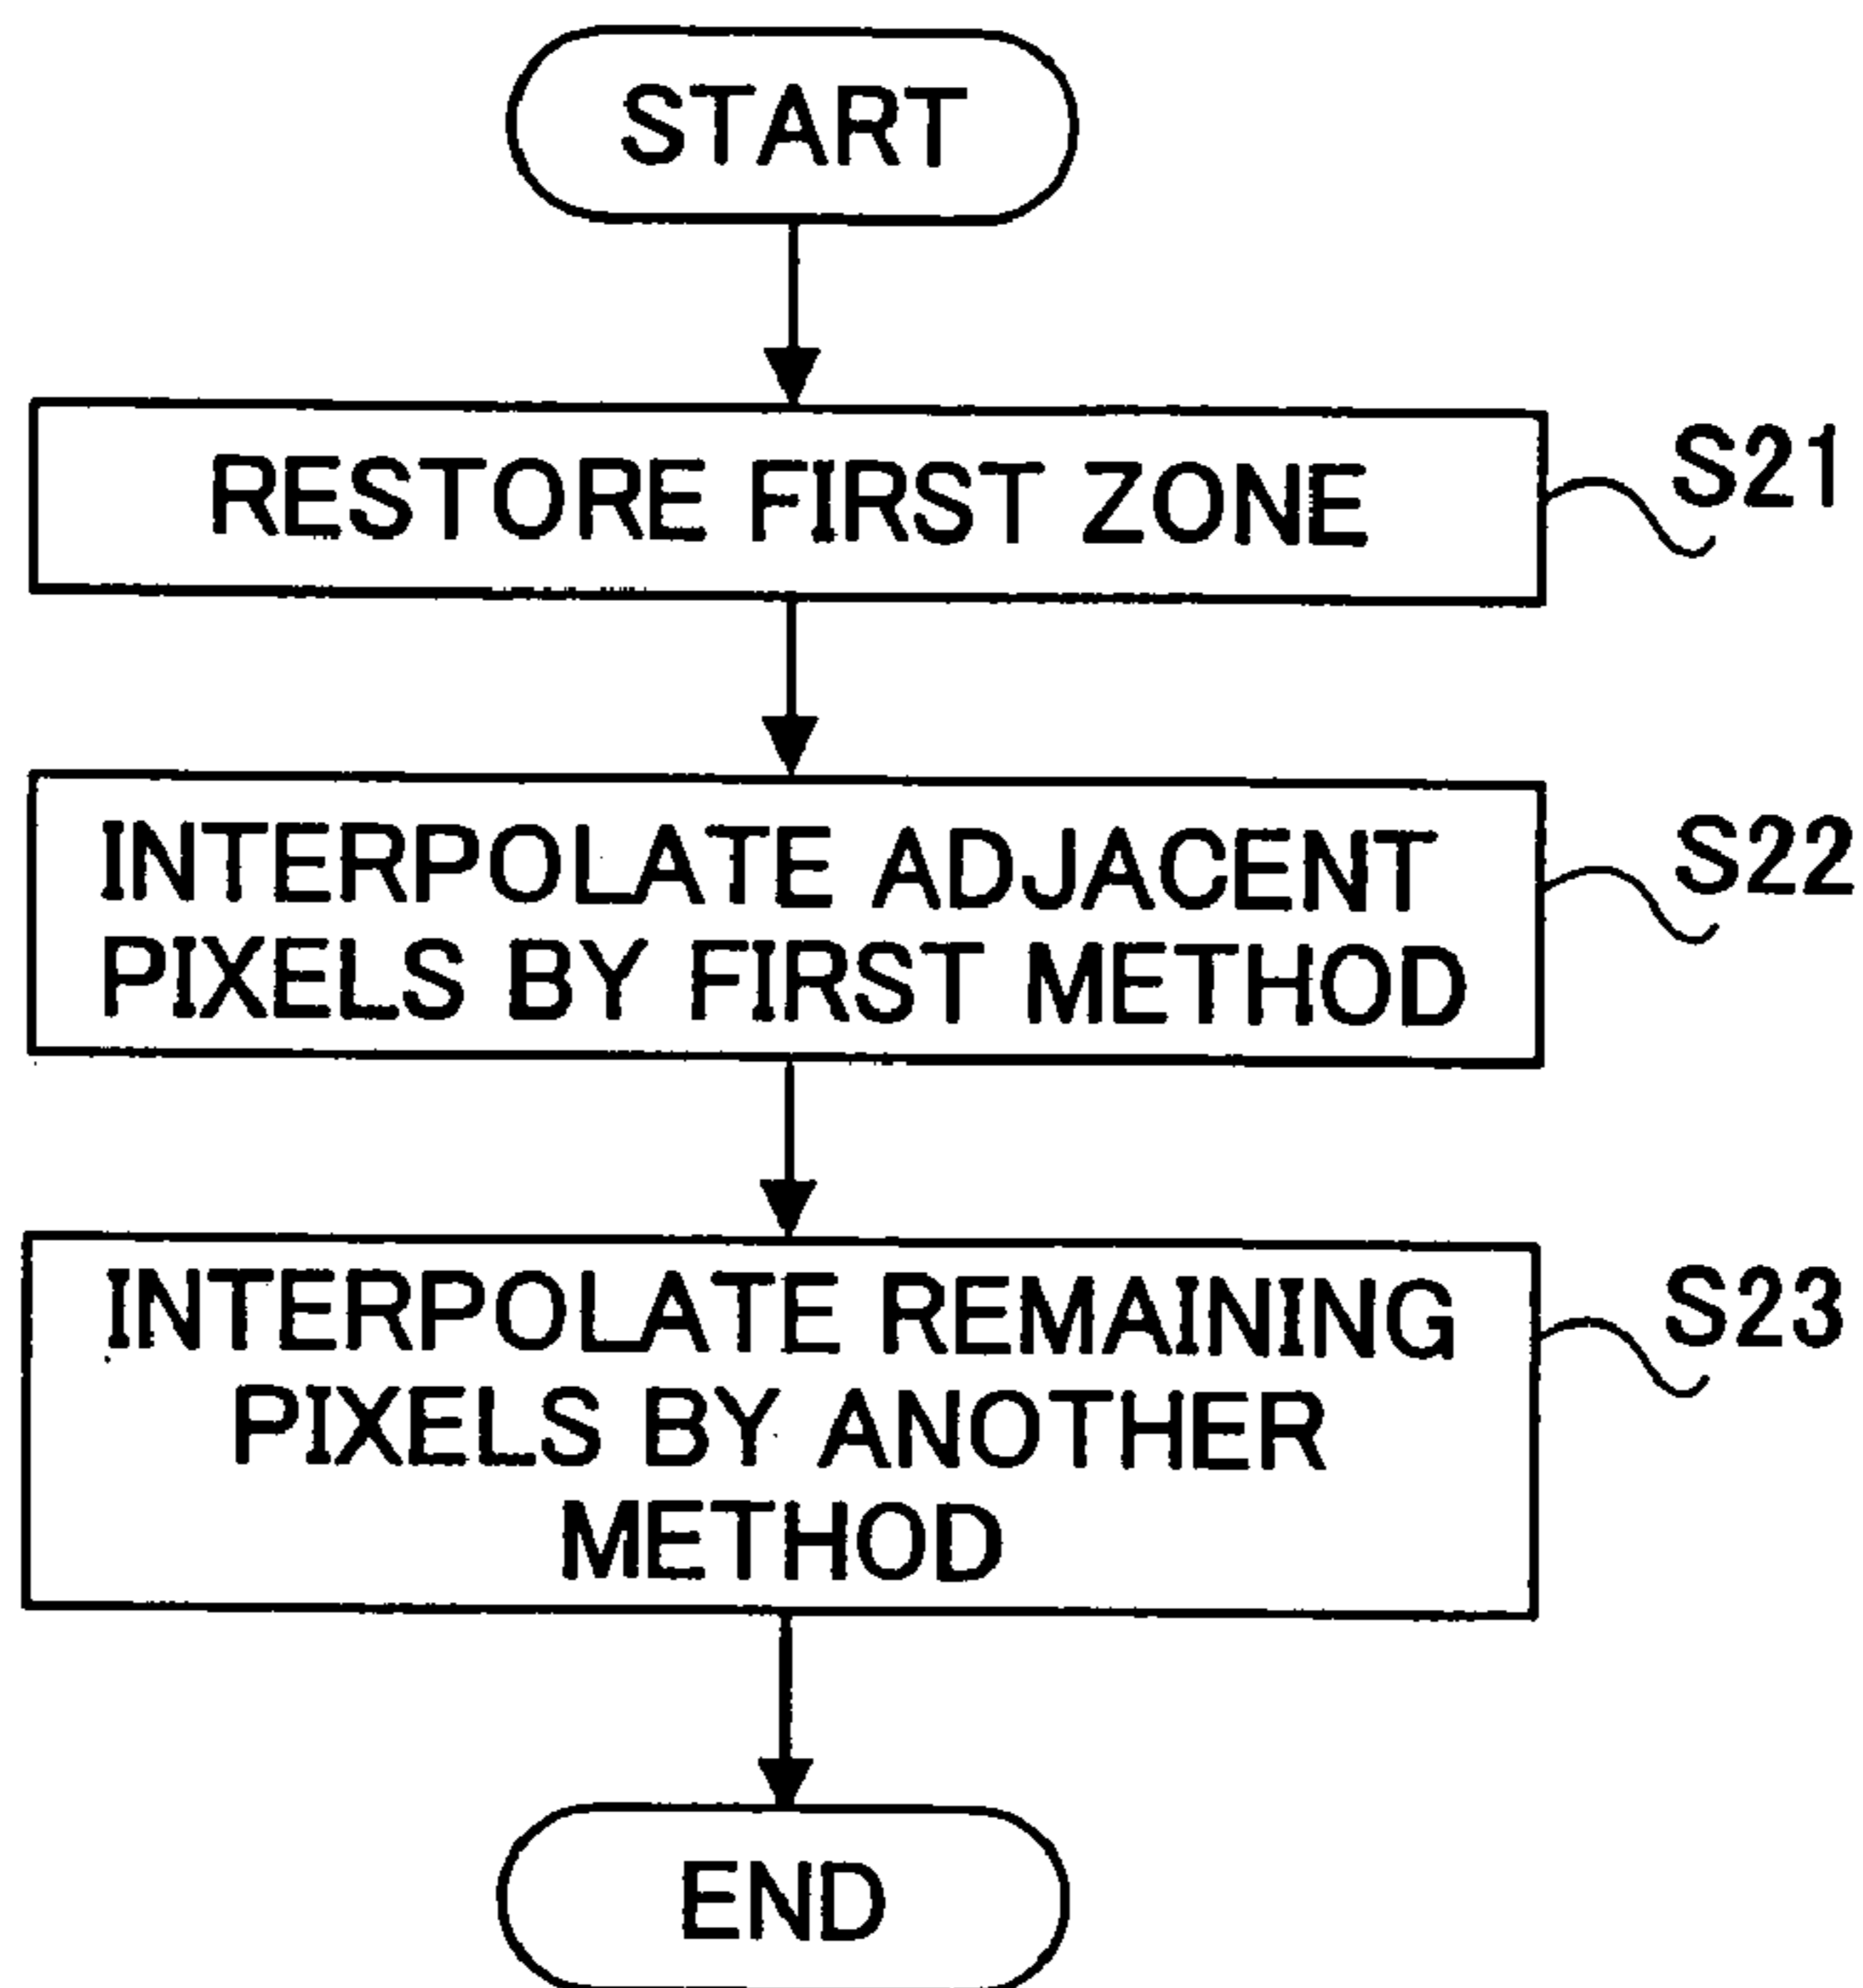 START
RESTORE FIRST ZONE
S21
INTERPOLATE ADJACENT
PIXELS BY FIRST METHOD
S22
INTERPOLATE REMAINING
PIXELS BY ANOTHER
METHOD
S23
END